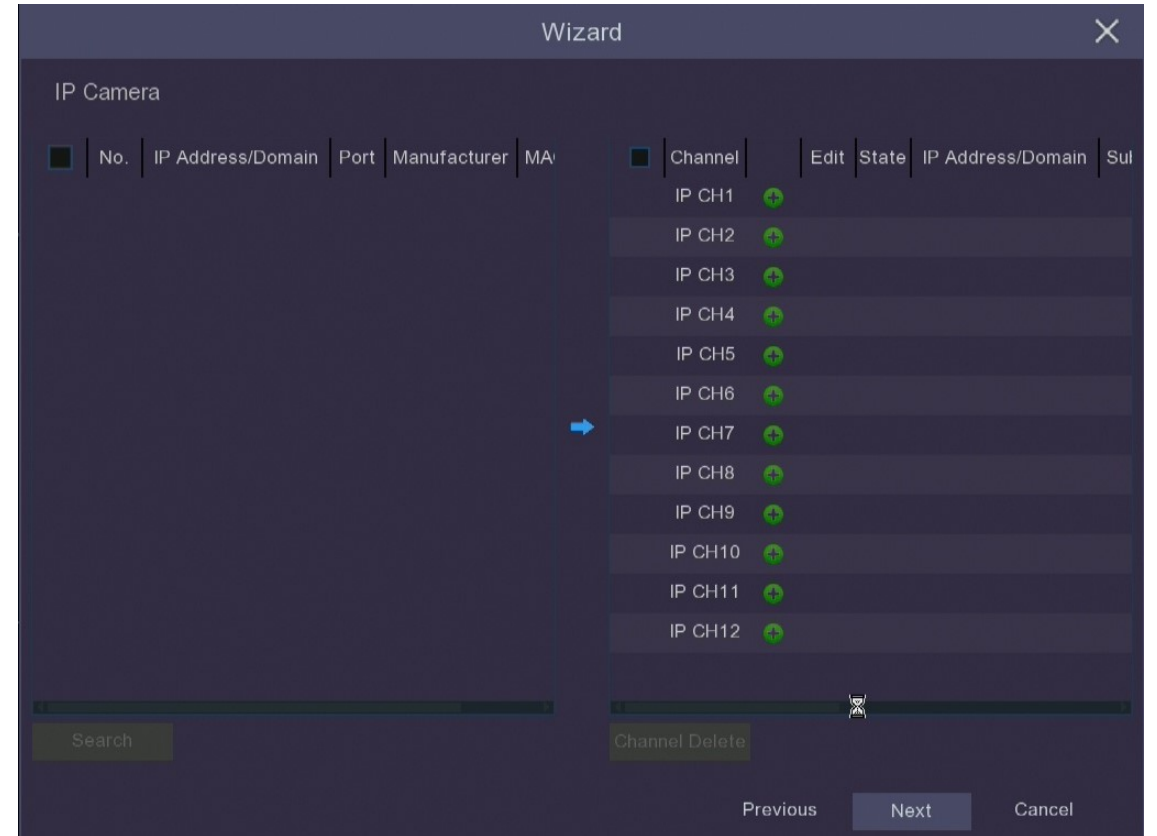 Wizard
IP Camera
No. IP Address/Domain Port Manufacturer MA
Channel Edit State IP Address/Domain Sul
IP CH1
IP CH2
IP CH3
IP CH4
IP CH5
IP CH6
IP CH7
IP CH8
IP CH9
IP CH10
IP CH11
IP CH12
Search
Channel Delete
Previous Next Cancel